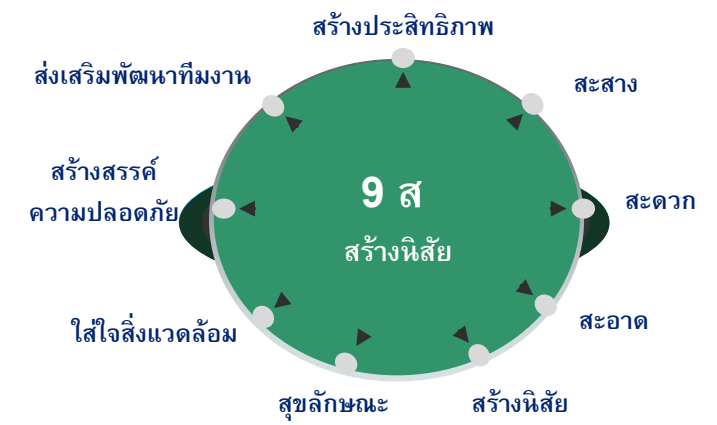 สร้างประสิทธิภาพ
ส่งเสริมพัฒนาทีมงาน
สะสาง
สร้างสรรค์
ความปลอดภัย
9 ส
สะดวก
สร้างนิสัย
ใส่ใจสิ่งแวดล้อม
สะอาด
สุขลักษณะ
สร้างนิสัย